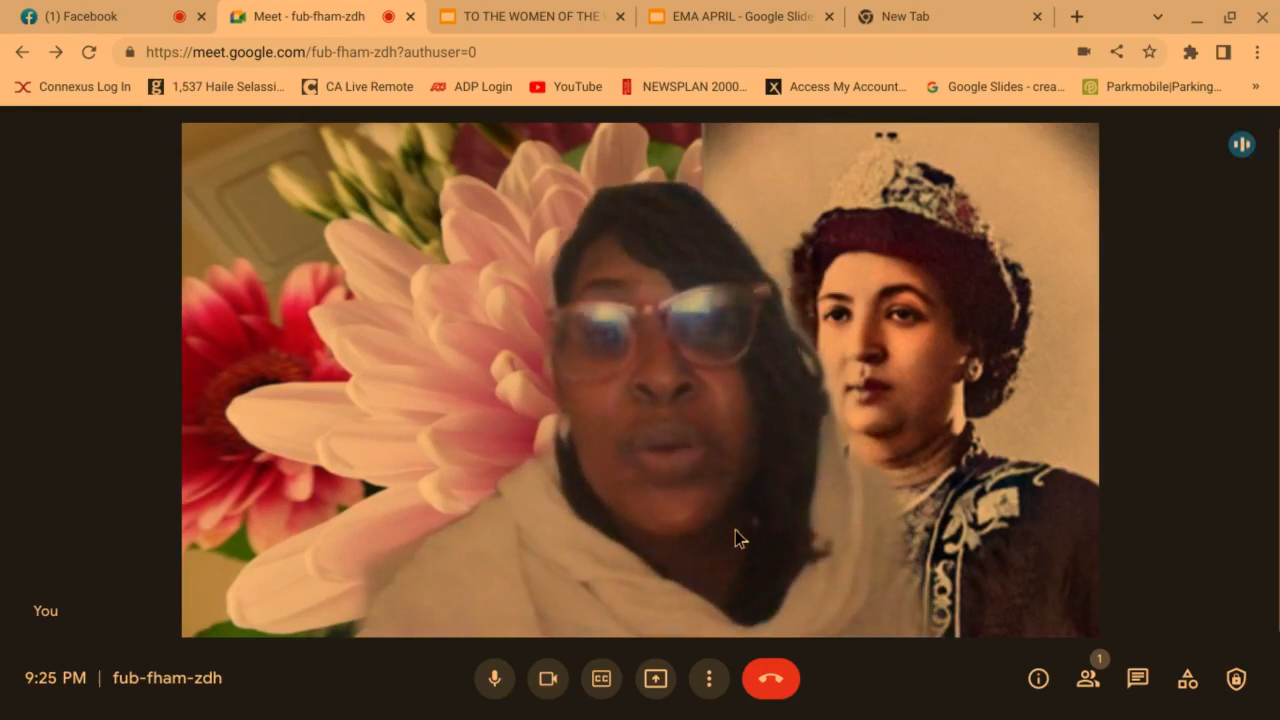 (1) Facebook
Meet - fub-fham-zdh
TO THE WOMEN OF THE
EMA APRIL - Google Slide
New Tab
https://meet.google.com/fub-fham-zdh?authuser=0
Connexus Log In
1,537 Haile Selassi...
CA Live Remote
ADP Login
YouTube
NEWSPLAN 2000...
Access My Account...
Google Slides - crea...
Parkmobile|Parking...
»
You
9:25 PM | fub-fham-zdh
CC
1